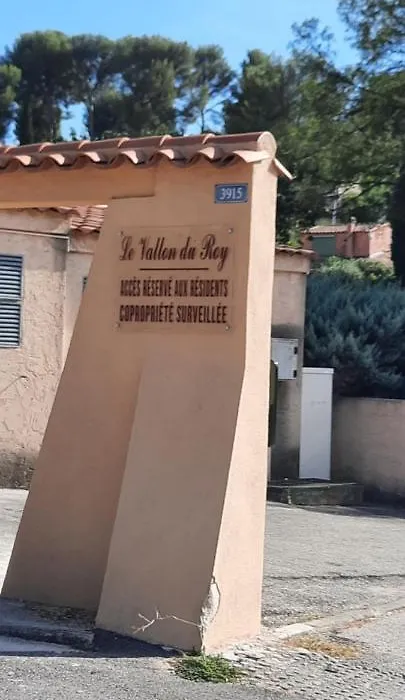 3915
Le Vallon du Roy
ACCÈS RÉSERVÉ AUX RÉSIDENTS
COPROPRIÉTÉ SURVEILLÉE